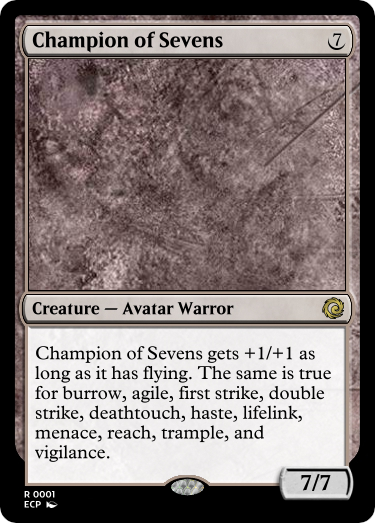 Champion of Sevens 7
Creature — Avatar Warror
Champion of Sevens gets +1/+1 as
long as it has flying. The same is true
for burrow, agile, first strike, double
strike, deathtouch, haste, lifelink,
menace, reach, trample, and
vigilance.
7/7
R 0001
ECP